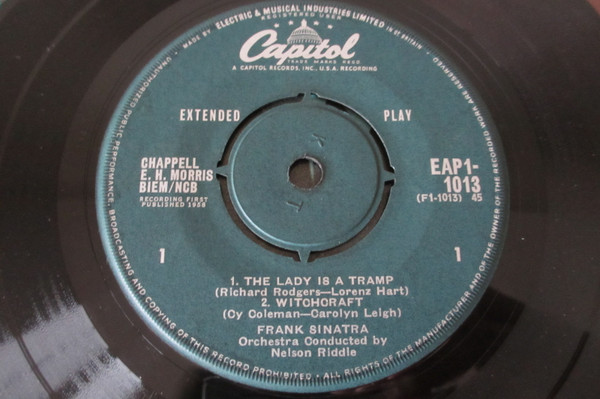 MADE BY ELECTRIC & MUSICAL INDUSTRIES LIMITED IN GT. BRITAIN
REGISTERED USER
Capitol
TRADE MARKS REGD
A CAPITOL RECORDS, INC., U.S.A. RECORDING
EXTENDED PLAY
K
T
CHAPPELL
E. H. MORRIS
BIEM/NCB
RECORDING FIRST
PUBLISHED 1958
EAP1-
1013
(F1-1013) 45
1 1
1. THE LADY IS A TRAMP
(Richard Rodgers—Lorenz Hart)
2. WITCHCRAFT
(Cy Coleman—Carolyn Leigh)
FRANK SINATRA
Orchestra Conducted by
Nelson Riddle
ALL RIGHTS OF THE MANUFACTURER AND OF THE OWNER OF THE RECORDED WORK ARE RESERVED
UNAUTHORIZED PUBLIC PERFORMANCE, BROADCASTING AND COPYING OF THIS RECORD PROHIBITED